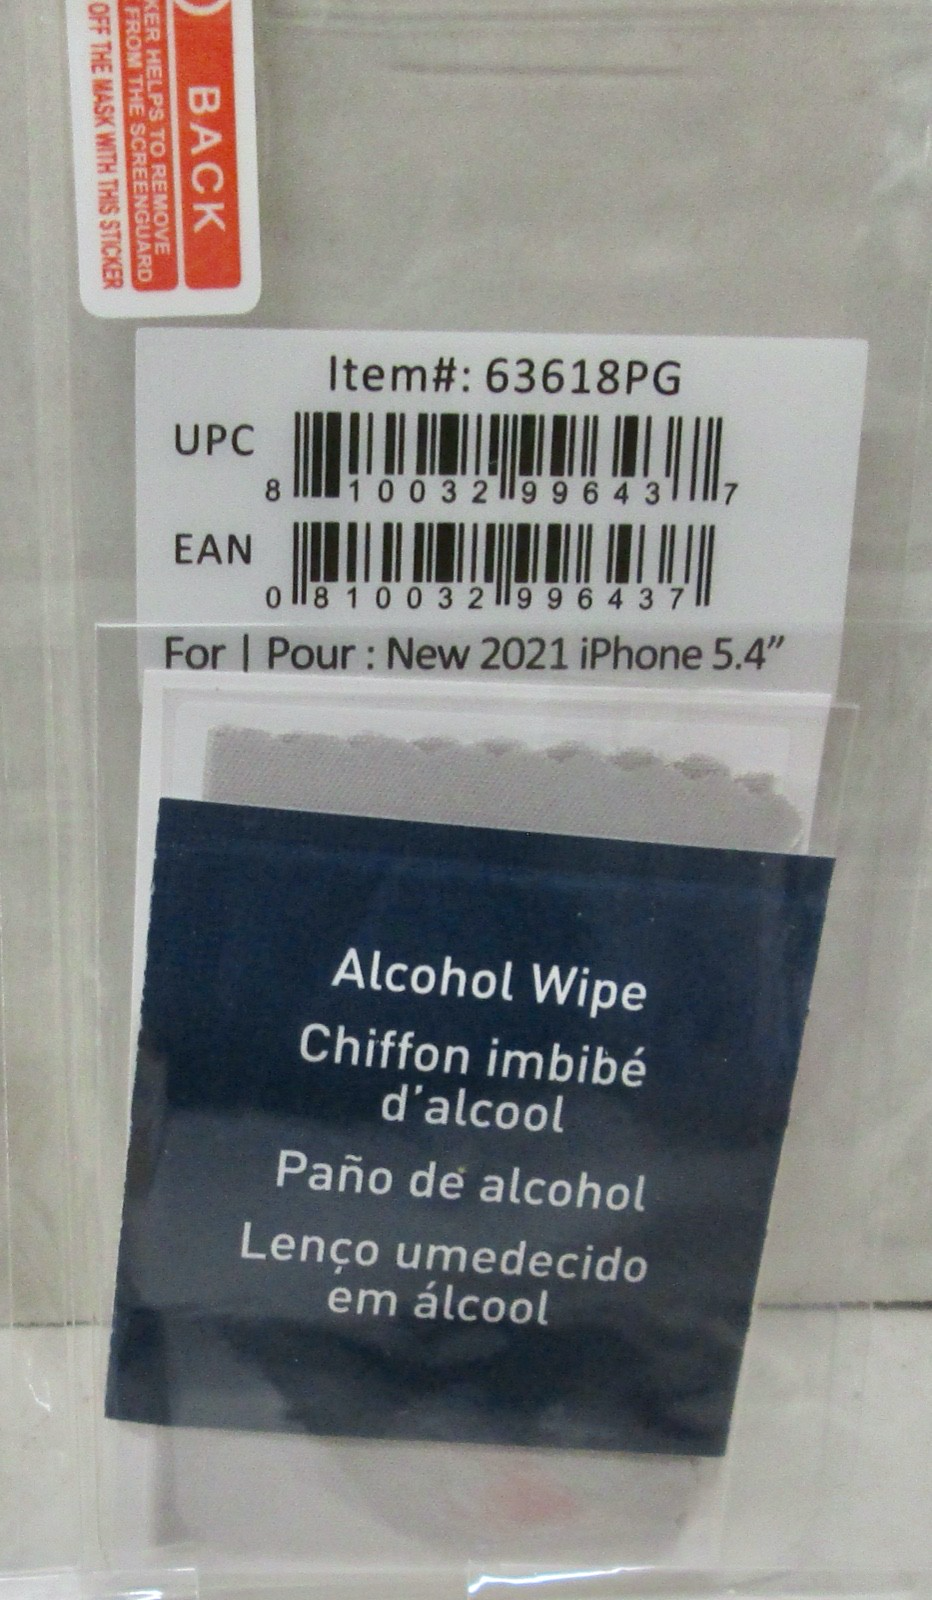 BACK
HELPS TO REMOVE
FROM THE SCREENGUARD
OFF THE MASK WITH THIS STICKER
Item#: 63618PG
UPC
8 10032 99643 7
EAN
0 810032 996437
For | Pour : New 2021 iPhone 5.4”
Alcohol Wipe
Chiffon imbibé
d'alcool
Paño de alcohol
Lenço umedecido
em álcool